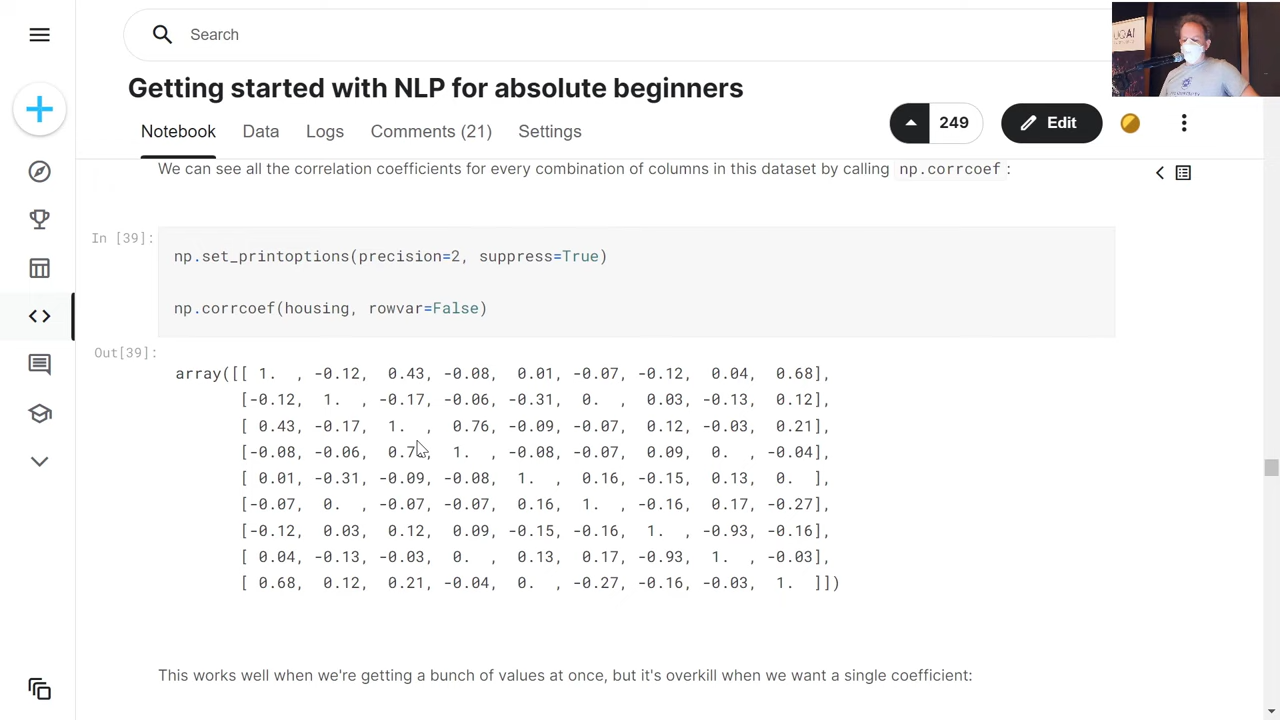 Search
UQAI
Getting started with NLP for absolute beginners
Notebook Data Logs Comments (21) Settings
249
Edit
We can see all the correlation coefficients for every combination of columns in this dataset by calling np.corrcoef :
In [39]:
np.set_printoptions(precision=2, suppress=True)
np.corrcoef(housing, rowvar=False)
Out[39]:
array([[ 1. , -0.12, 0.43, -0.08, 0.01, -0.07, -0.12, 0.04, 0.68],
[-0.12, 1. , -0.17, -0.06, -0.31, 0. , 0.03, -0.13, 0.12],
[ 0.43, -0.17, 1. , 0.76, -0.09, -0.07, 0.12, -0.03, 0.21],
[-0.08, -0.06, 0.7 , 1. , -0.08, -0.07, 0.09, 0. , -0.04],
[ 0.01, -0.31, -0.09, -0.08, 1. , 0.16, -0.15, 0.13, 0. ],
[-0.07, 0. , -0.07, -0.07, 0.16, 1. , -0.16, 0.17, -0.27],
[-0.12, 0.03, 0.12, 0.09, -0.15, -0.16, 1. , -0.93, -0.16],
[ 0.04, -0.13, -0.03, 0. , 0.13, 0.17, -0.93, 1. , -0.03],
[ 0.68, 0.12, 0.21, -0.04, 0. , -0.27, -0.16, -0.03, 1. ]])
This works well when we're getting a bunch of values at once, but it's overkill when we want a single coefficient: